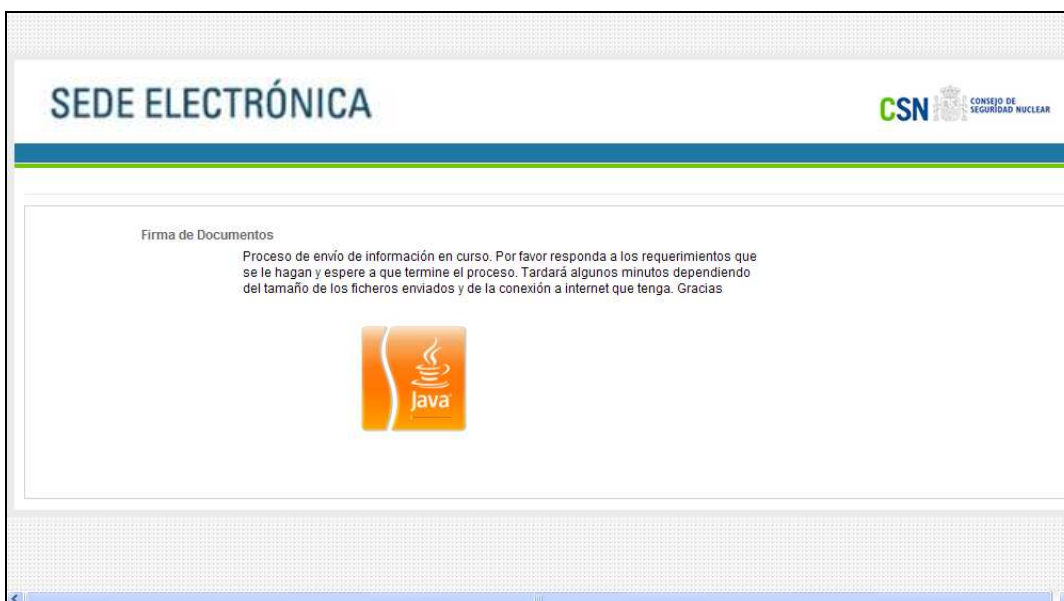 SEDE ELECTRÓNICA
CSN
CONSEJO DE
SEGURIDAD NUCLEAR
Firma de Documentos
Proceso de envío de información en curso. Por favor responda a los requerimientos que
se le hagan y espere a que termine el proceso. Tardará algunos minutos dependiendo
del tamaño de los ficheros enviados y de la conexión a internet que tenga. Gracias
Java